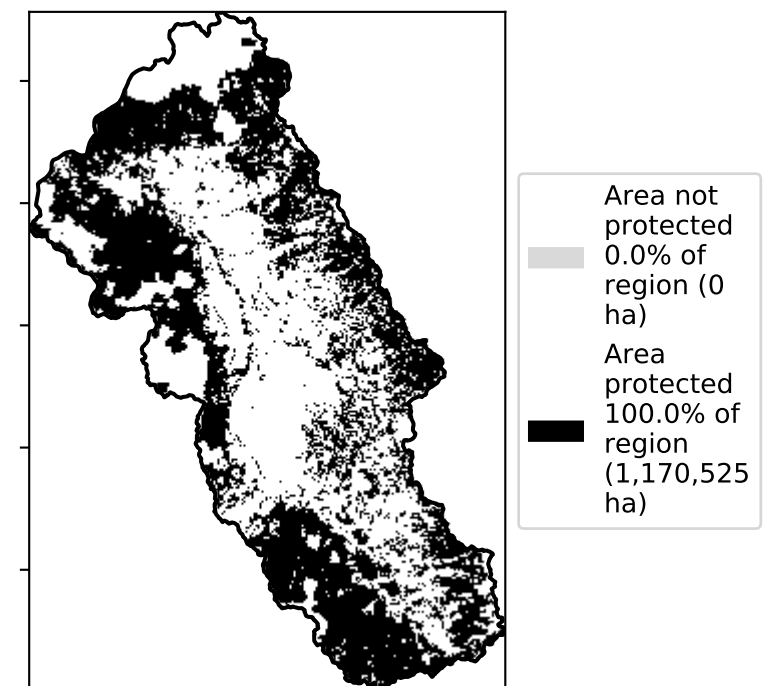 Area not
protected
0.0% of
region (0
ha)
Area
protected
100.0% of
region
(1,170,525
ha)